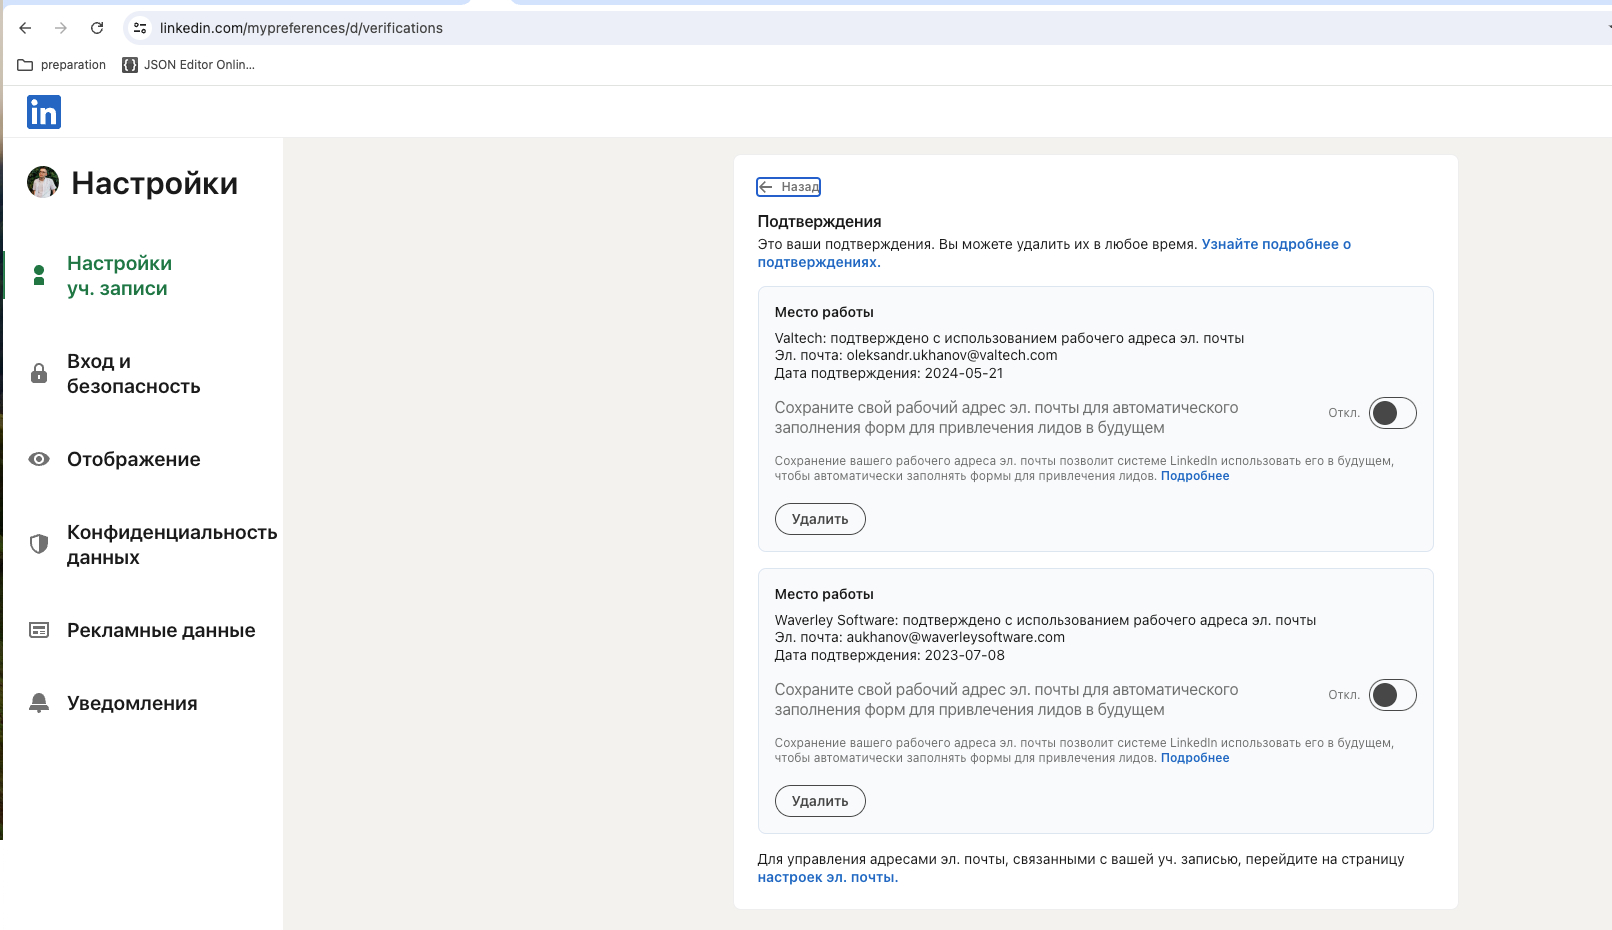 linkedin.com/mypreferences/d/verifications
preparation
JSON Editor Onlin...
in
Настройки
Настройки
уч. записи
Вход и
безопасность
Отображение
Конфиденциальность
данных
Рекламные данные
Уведомления
Назад
Подтверждения
Это ваши подтверждения. Вы можете удалить их в любое время. Узнайте подробнее о
подтверждениях.
Место работы
Valtech: подтверждено с использованием рабочего адреса эл. почты
Эл. почта: oleksandr.ukhanov@valtech.com
Дата подтверждения: 2024-05-21
Сохраните свой рабочий адрес эл. почты для автоматического
заполнения форм для привлечения лидов в будущем
Откл.
Сохранение вашего рабочего адреса эл. почты позволит системе LinkedIn использовать его в будущем,
чтобы автоматически заполнять формы для привлечения лидов. Подробнее
Удалить
Место работы
Waverley Software: подтверждено с использованием рабочего адреса эл. почты
Эл. почта: aukhanov@waverleysoftware.com
Дата подтверждения: 2023-07-08
Сохраните свой рабочий адрес эл. почты для автоматического
заполнения форм для привлечения лидов в будущем
Откл.
Сохранение вашего рабочего адреса эл. почты позволит системе LinkedIn использовать его в будущем,
чтобы автоматически заполнять формы для привлечения лидов. Подробнее
Удалить
Для управления адресами эл. почты, связанными с вашей уч. записью, перейдите на страницу
настроек эл. почты.